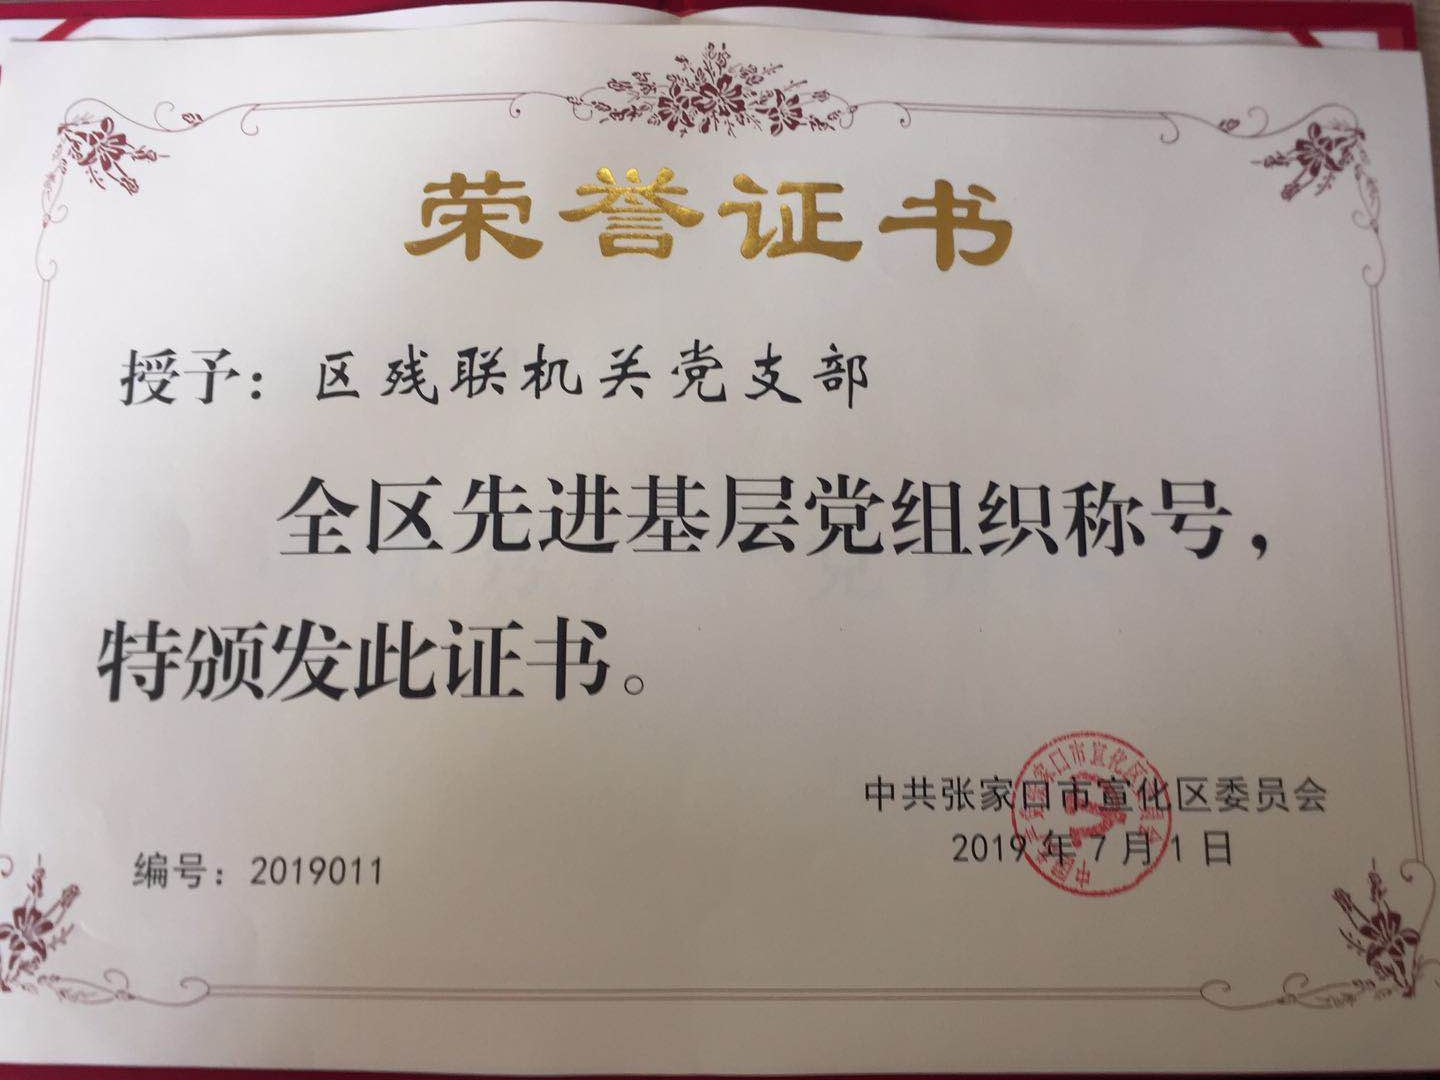 荣誉证书
授予：区残联机关党支部
全区先进基层党组织称号，
特颁发此证书。
中共张家口市宣化区委员会
2019年7月1日
编号：2019011